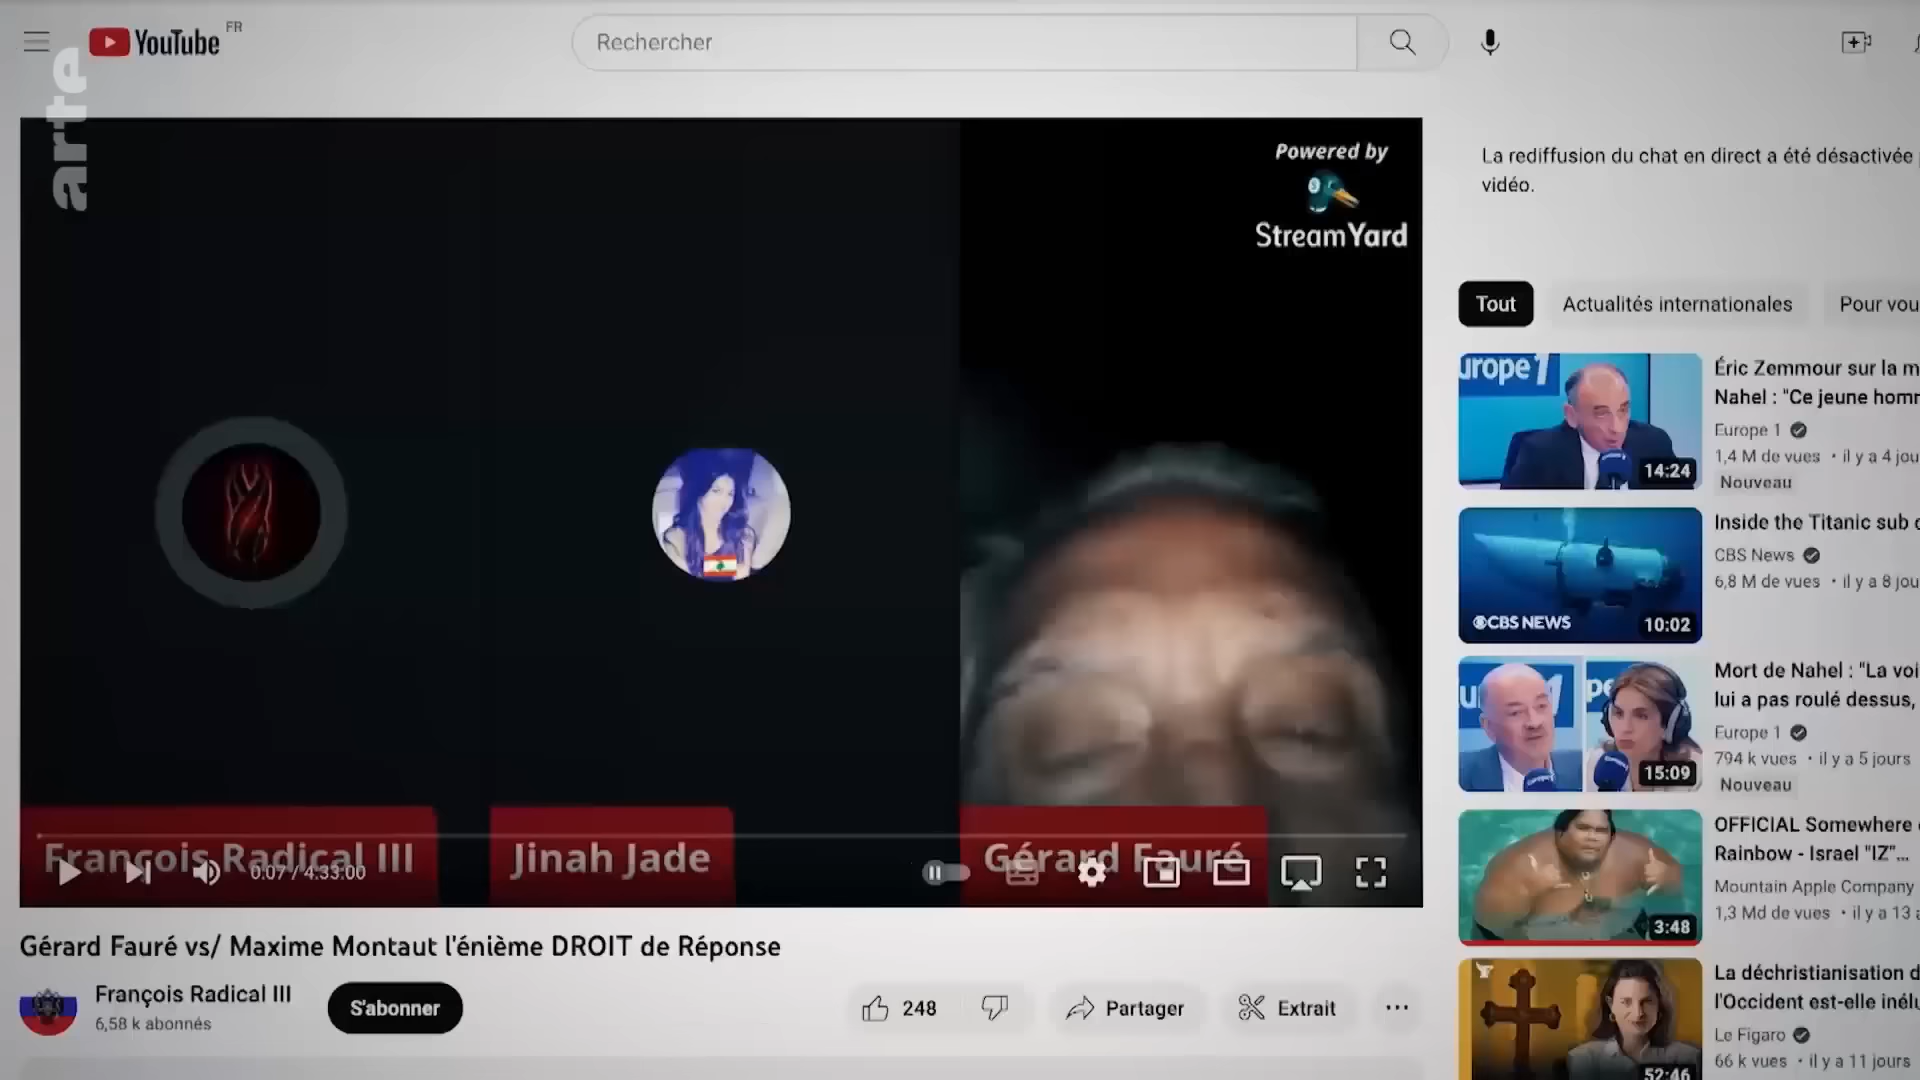 YouTube FR
Rechercher
arte
Powered by
StreamYard
La rediffusion du chat en direct a été désactivée
vidéo.
Tout
Actualités internationales
Pour vou
François Radical III
Jinah Jade
Gérard Fauré
0:07 / 4:33:00
Gérard Fauré vs/ Maxime Montaut l'énième DROIT de Réponse
François Radical III
6,58 k abonnés
S'abonner
248
Partager
Extrait
urope 1
14:24
Éric Zemmour sur la m
Nahel : "Ce jeune homm
Europe 1
1,4 M de vues • il y a 4 jou
Nouveau
CBS NEWS
10:02
Inside the Titanic sub
CBS News
6,8 M de vues • il y a 8 jou
15:09
Mort de Nahel : "La voi
lui a pas roulé dessus,
Europe 1
794 k vues • il y a 5 jours
Nouveau
3:48
OFFICIAL Somewhere
Rainbow - Israel "IZ"...
Mountain Apple Company
1,3 Md de vues • il y a 13 a
52:46
La déchristianisation d
l'Occident est-elle inélu
Le Figaro
66 k vues • il y a 11 jours